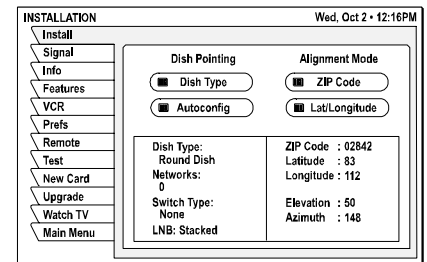 INSTALLATION
Wed, Oct 2 • 12:16PM
Install
Signal
Info
Features
VCR
Prefs
Remote
Test
New Card
Upgrade
Watch TV
Main Menu
Dish Pointing
Dish Type
Autoconfig
Alignment Mode
ZIP Code
Lat/Longitude
Dish Type:
Round Dish
Networks:
0
Switch Type:
None
LNB: Stacked
ZIP Code : 02842
Latitude : 83
Longitude : 112
Elevation : 50
Azimuth : 148